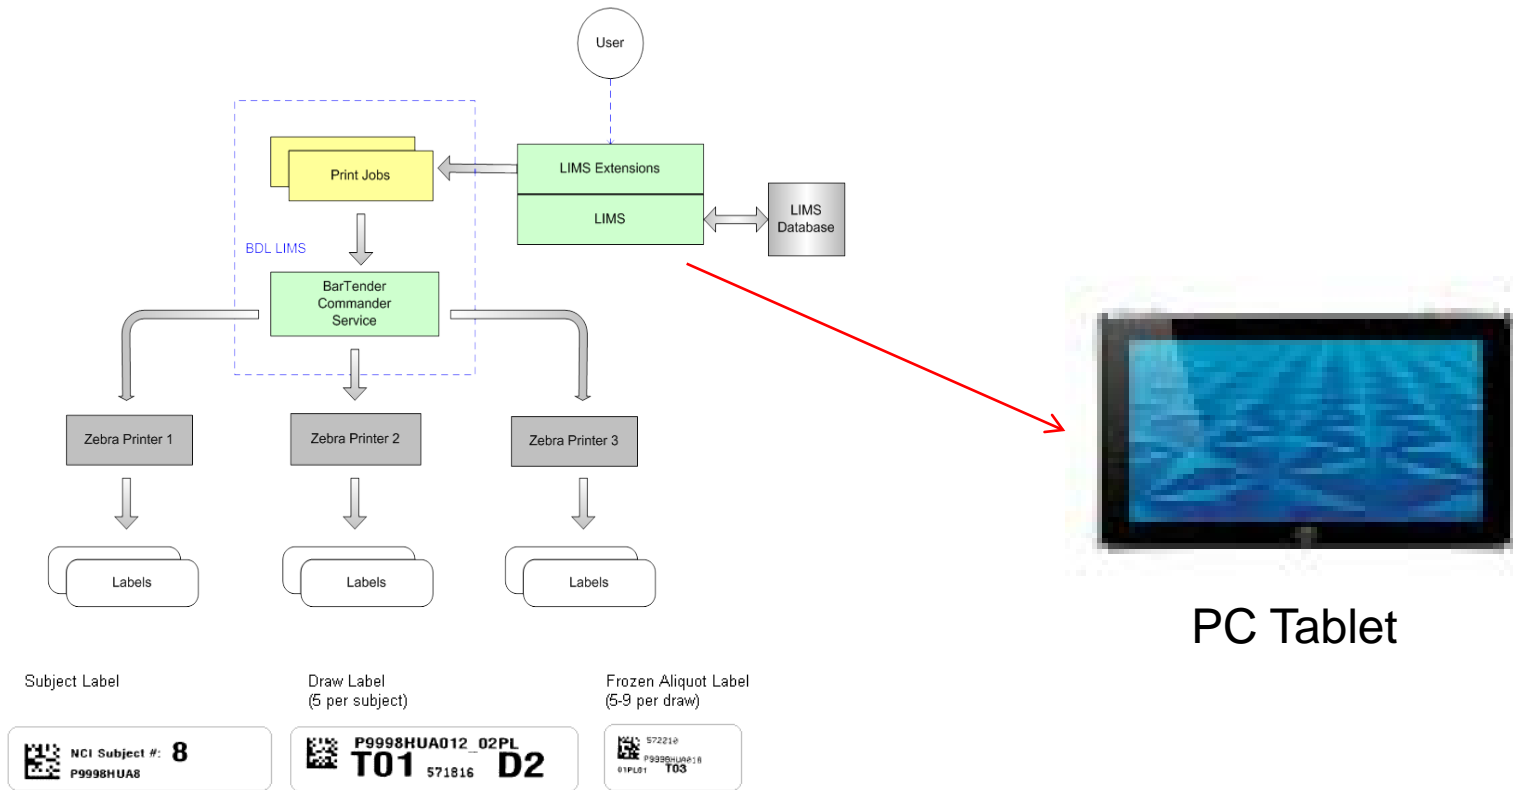 User
LIMS Extensions
Print Jobs
LIMS
LIMS
Database
BDL LIMS
BarTender
Commander
Service
Zebra Printer 1
Zebra Printer 2
Zebra Printer 3
Labels
Labels
Labels
PC Tablet
Subject Label
NCI Subject #: 8
P9998HUA8
Draw Label
(5 per subject)
P9998HUA012_02PL
T01 571816 D2
Frozen Aliquot Label
(5-9 per draw)
572210
P9998HUA018
01PL01 T03